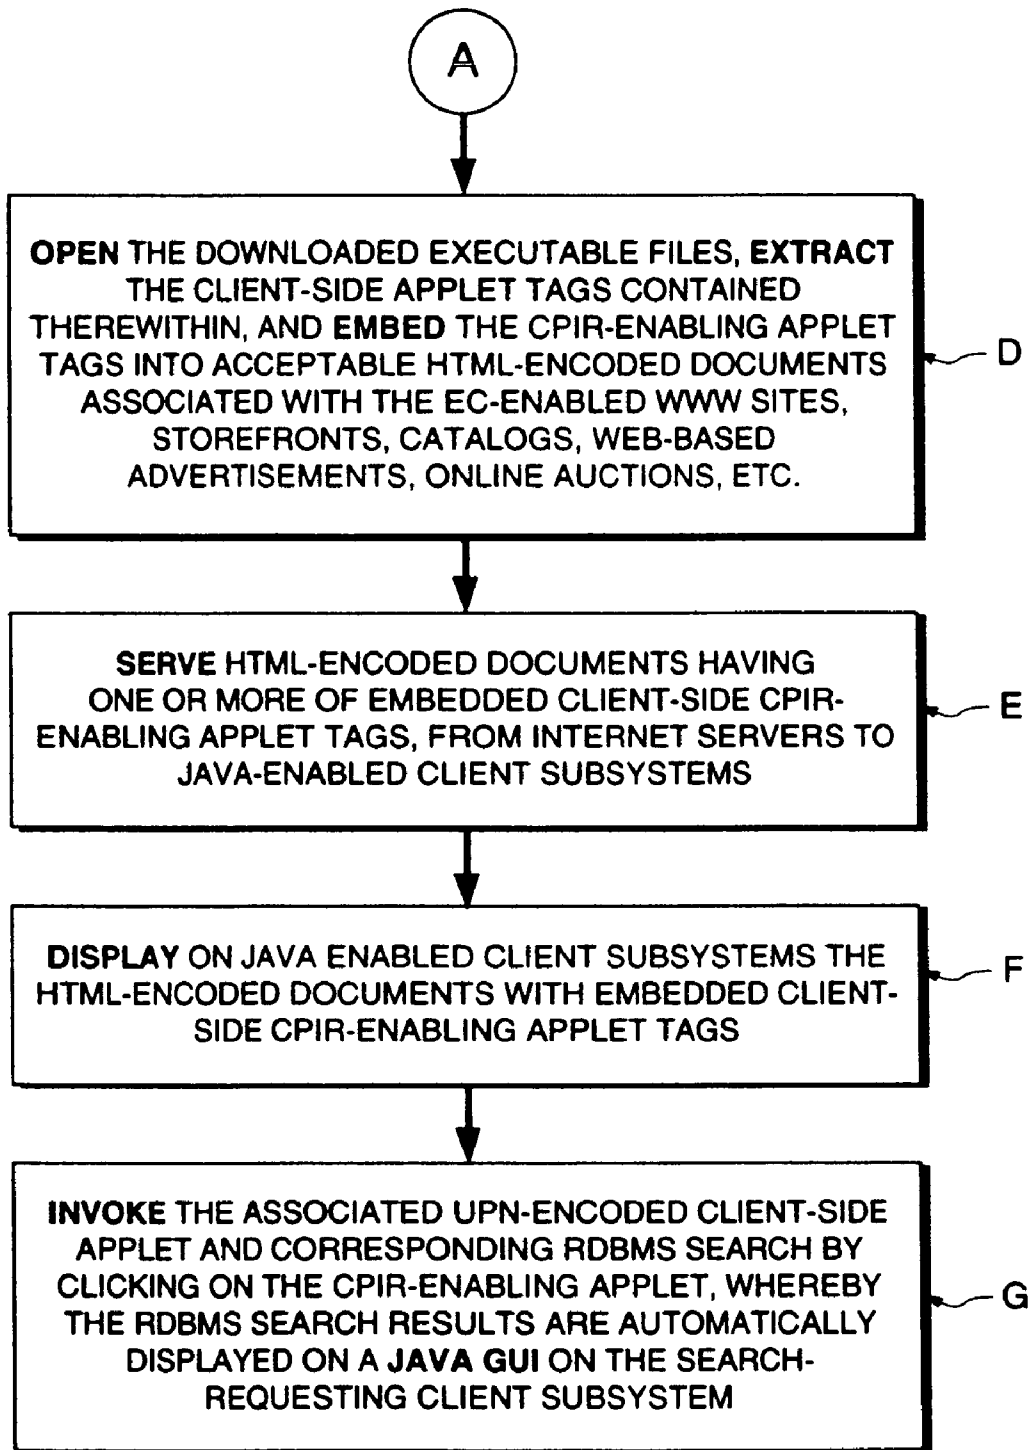 A
OPEN THE DOWNLOADED EXECUTABLE FILES, EXTRACT
THE CLIENT-SIDE APPLET TAGS CONTAINED
THEREWITHIN, AND EMBED THE CPIR-ENABLING APPLET
TAGS INTO ACCEPTABLE HTML-ENCODED DOCUMENTS
ASSOCIATED WITH THE EC-ENABLED WWW SITES,
STOREFRONTS, CATALOGS, WEB-BASED
ADVERTISEMENTS, ONLINE AUCTIONS, ETC.
D
SERVE HTML-ENCODED DOCUMENTS HAVING
ONE OR MORE OF EMBEDDED CLIENT-SIDE CPIR-
ENABLING APPLET TAGS, FROM INTERNET SERVERS TO
JAVA-ENABLED CLIENT SUBSYSTEMS
E
DISPLAY ON JAVA ENABLED CLIENT SUBSYSTEMS THE
HTML-ENCODED DOCUMENTS WITH EMBEDDED CLIENT-
SIDE CPIR-ENABLING APPLET TAGS
F
INVOKE THE ASSOCIATED UPN-ENCODED CLIENT-SIDE
APPLET AND CORRESPONDING RDBMS SEARCH BY
CLICKING ON THE CPIR-ENABLING APPLET, WHEREBY
THE RDBMS SEARCH RESULTS ARE AUTOMATICALLY
DISPLAYED ON A JAVA GUI ON THE SEARCH-
REQUESTING CLIENT SUBSYSTEM
G